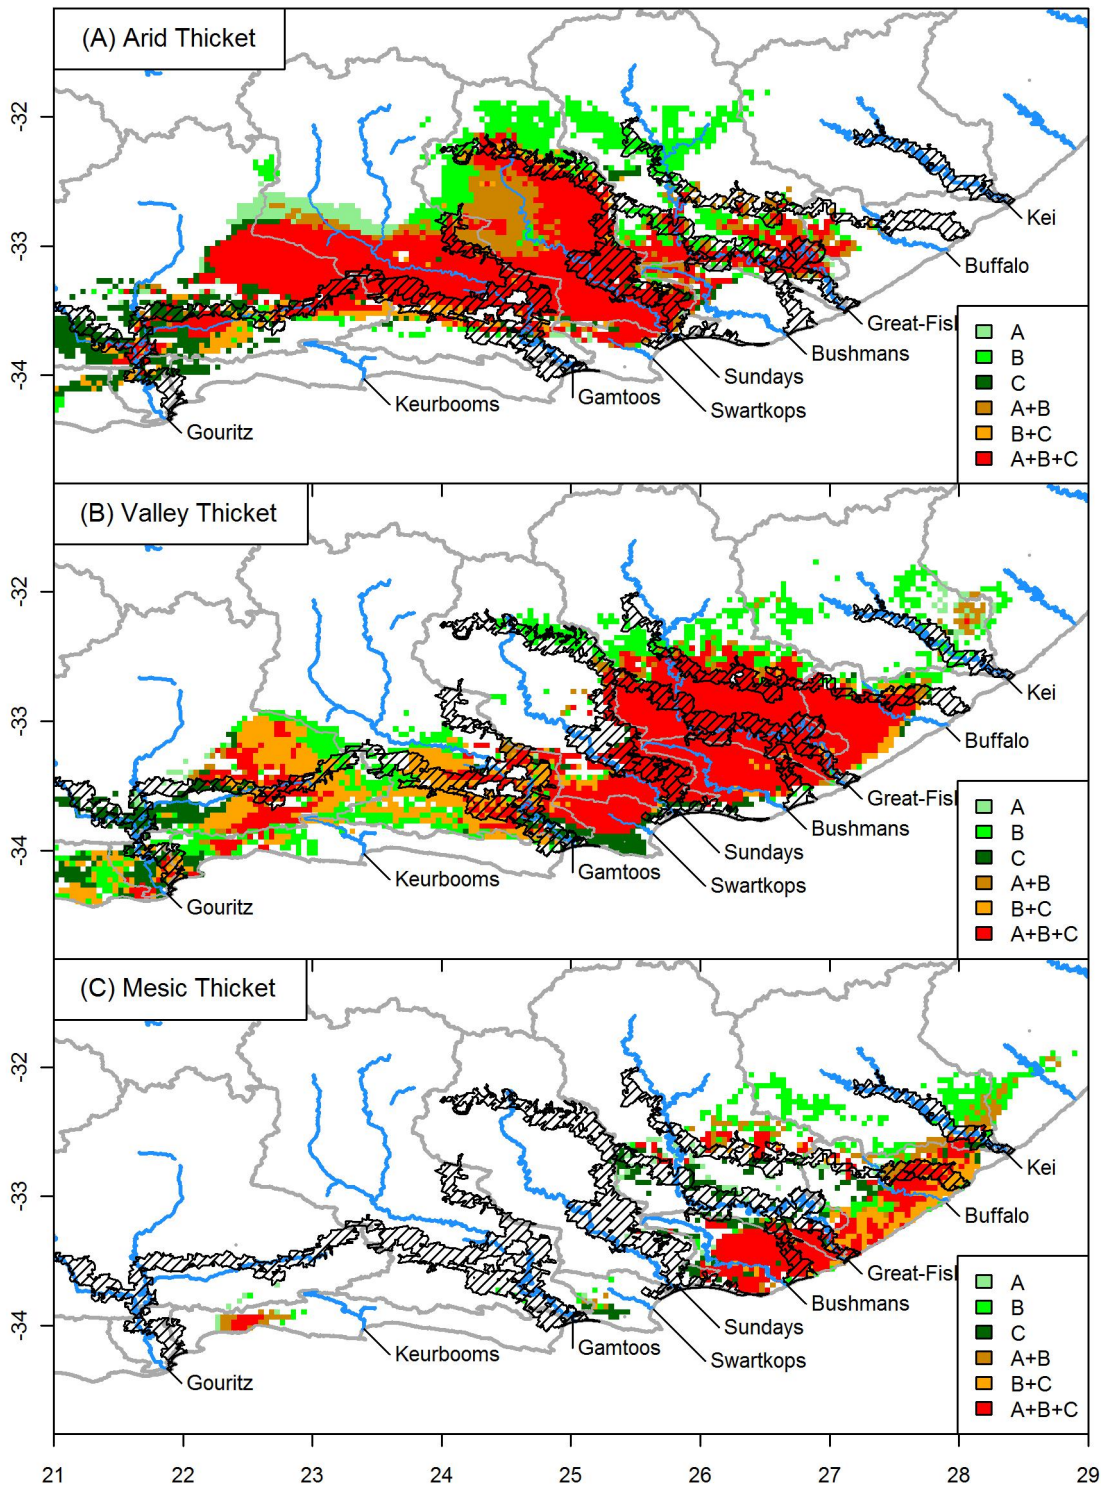 (A) Arid Thicket
-32
-33
-34
Kei
Buffalo
Great-Fisl
Bushmans
Sundays
Swartkops
Gamtoos
Keurbooms
Gouritz
A
B
C
A+B
B+C
A+B+C
(B) Valley Thicket
-32
-33
-34
Kei
Buffalo
Great-Fisl
Bushmans
Sundays
Swartkops
Gamtoos
Keurbooms
Gouritz
A
B
C
A+B
B+C
A+B+C
(C) Mesic Thicket
-32
-33
-34
Kei
Buffalo
Great-Fisl
Bushmans
Sundays
Swartkops
Gamtoos
Keurbooms
Gouritz
A
B
C
A+B
B+C
A+B+C
21 22 23 24 25 26 27 28 29